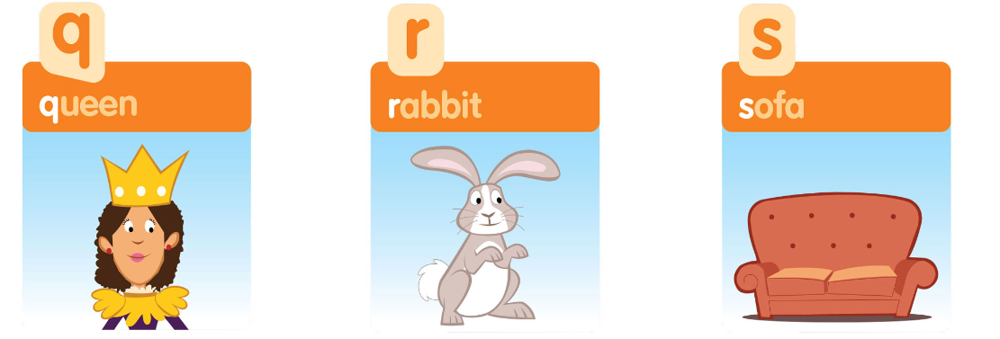 q
queen
r
rabbit
s
sofa